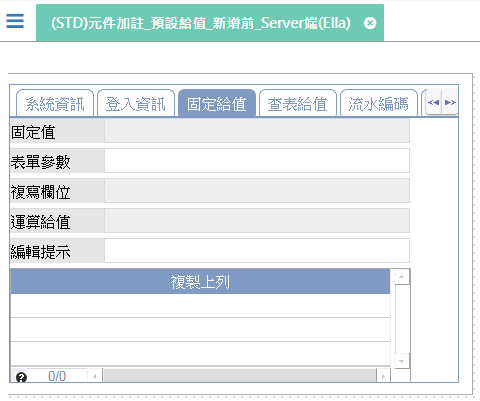 (STD)元件加註_預設給值_新增前_Server端(Ella)
系統資訊 登入資訊 固定給值 查表給值 流水編碼
固定值
表單參數
複寫欄位
運算給值
編輯提示
複製上列
0/0